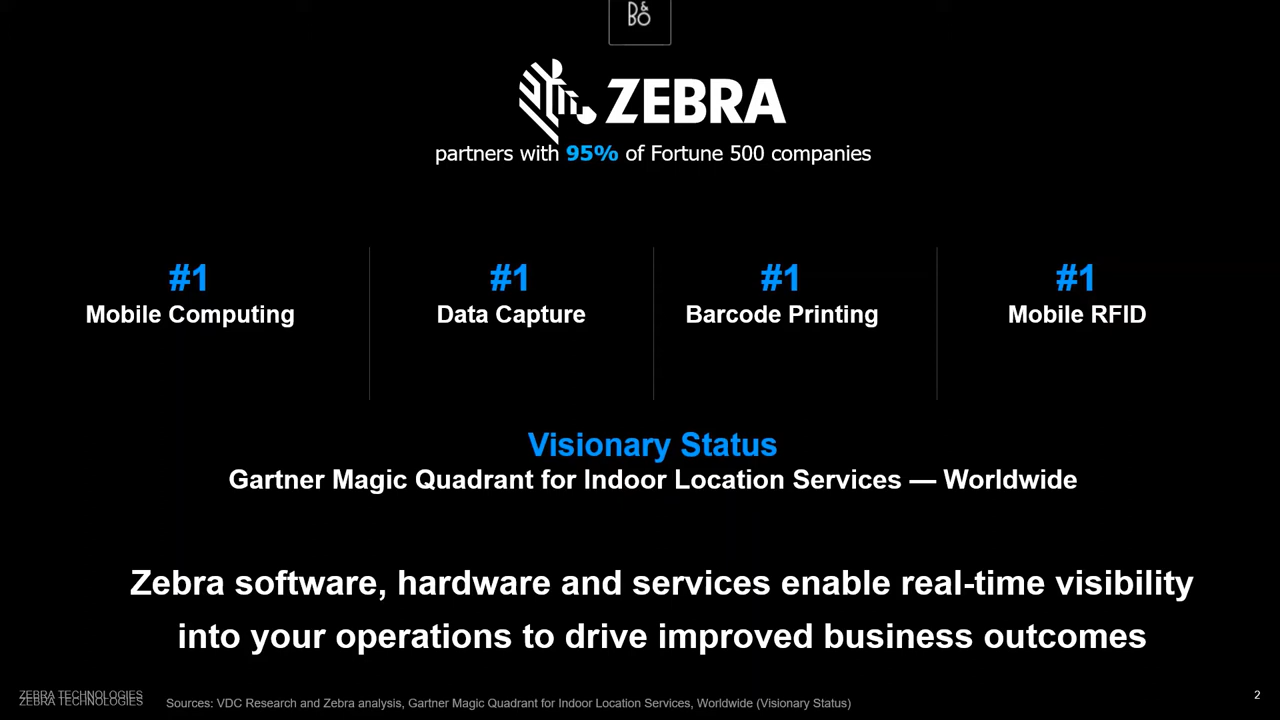 B&O
ZEBRA
partners with 95% of Fortune 500 companies
#1
Mobile Computing
#1
Data Capture
#1
Barcode Printing
#1
Mobile RFID
Visionary Status
Gartner Magic Quadrant for Indoor Location Services — Worldwide
Zebra software, hardware and services enable real-time visibility
into your operations to drive improved business outcomes
ZEBRA TECHNOLOGIES
ZEBRA TECHNOLOGIES
Sources: VDC Research and Zebra analysis, Gartner Magic Quadrant for Indoor Location Services, Worldwide (Visionary Status)
2